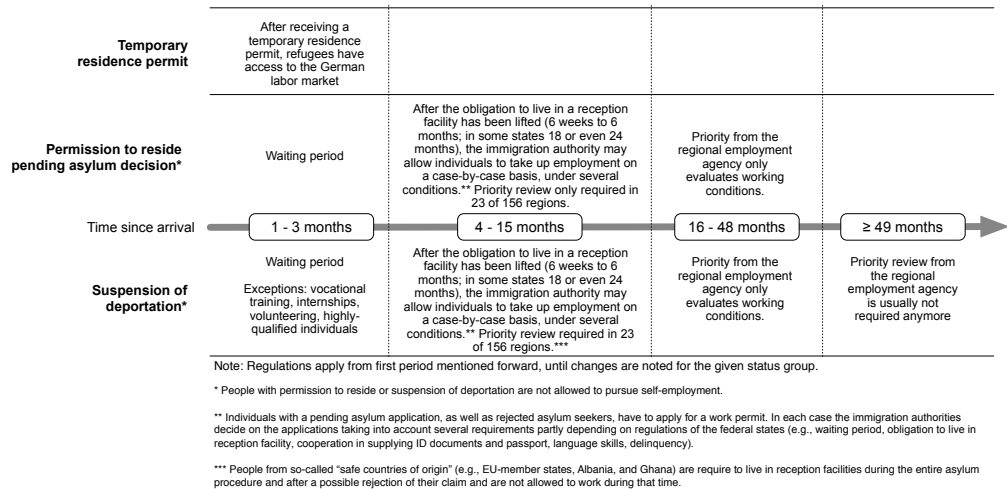 Temporary
residence permit
After receiving a
temporary residence
permit, refugees have
access to the German
labor market
Permission to reside
pending asylum decision*
Waiting period
After the obligation to live in a reception
facility has been lifted (6 weeks to 6
months; in some states 18 or even 24
months), the immigration authority may
allow individuals to take up employment on
a case-by-case basis, under several
conditions.** Priority review only required in
23 of 156 regions.
Priority from the
regional employment
agency only
evaluates working
conditions.
Time since arrival
1 - 3 months
4 - 15 months
16 - 48 months
≥ 49 months
Suspension of
deportation*
Waiting period
Exceptions: vocational
training, internships,
volunteering, highly-
qualified individuals
After the obligation to live in a reception
facility has been lifted (6 weeks to 6
months; in some states 18 or even 24
months), the immigration authority may
allow individuals to take up employment on
a case-by-case basis, under several
conditions.** Priority review required in 23
of 156 regions.***
Priority from the
regional employment
agency only
evaluates working
conditions.
Priority review from
the regional
employment agency
is usually not
required anymore
Note: Regulations apply from first period mentioned forward, until changes are noted for the given status group.
* People with permission to reside or suspension of deportation are not allowed to pursue self-employment.
** Individuals with a pending asylum application, as well as rejected asylum seekers, have to apply for a work permit. In each case the immigration authorities
decide on the applications taking into account several requirements partly depending on regulations of the federal states (e.g., waiting period, obligation to live in
reception facility, cooperation in supplying ID documents and passport, language skills, delinquency).
*** People from so-called “safe countries of origin” (e.g., EU-member states, Albania, and Ghana) are require to live in reception facilities during the entire asylum
procedure and after a possible rejection of their claim and are not allowed to work during that time.